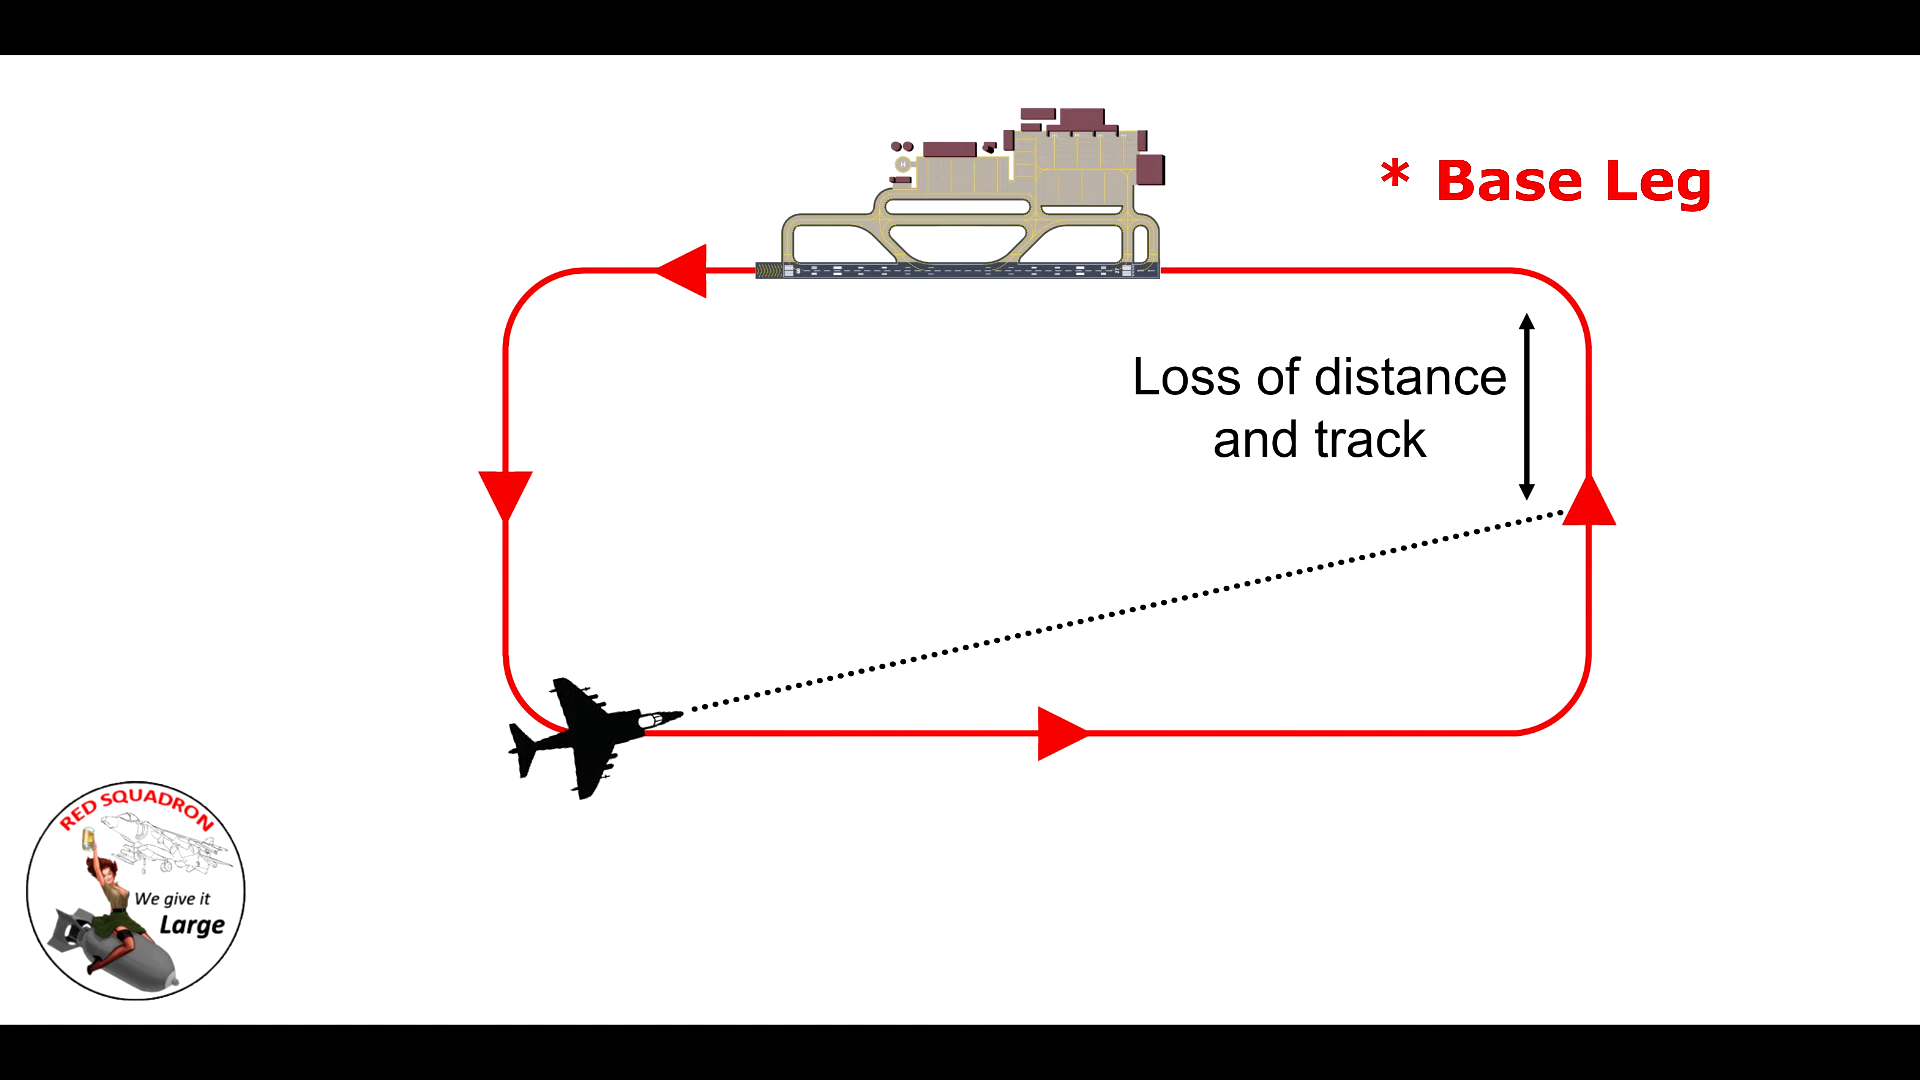 * Base Leg
Loss of distance
and track
RED SQUADRON
We give it
Large